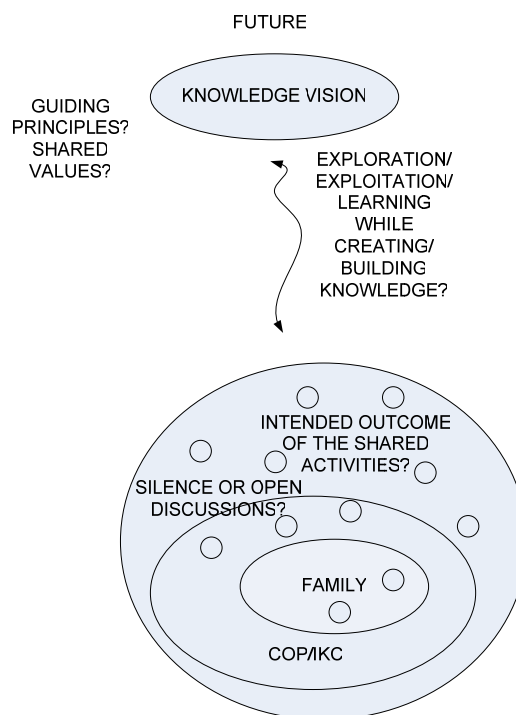 FUTURE
KNOWLEDGE VISION
GUIDING
PRINCIPLES?
SHARED
VALUES?
EXPLORATION/
EXPLOITATION/
LEARNING
WHILE
CREATING/
BUILDING
KNOWLEDGE?
INTENDED OUTCOME
OF THE SHARED
ACTIVITIES?
SILENCE OR OPEN
DISCUSSIONS?
FAMILY
COP/IKC